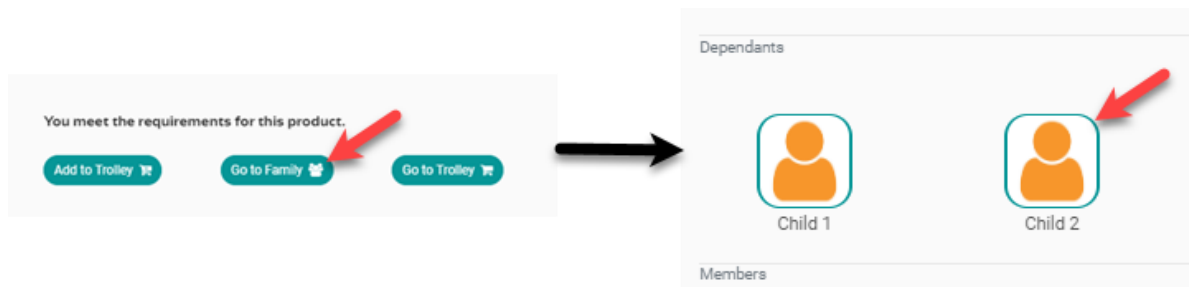 You meet the requirements for this product.
Add to Trolley
Go to Family
Go to Trolley
Dependants
Child 1
Child 2
Members